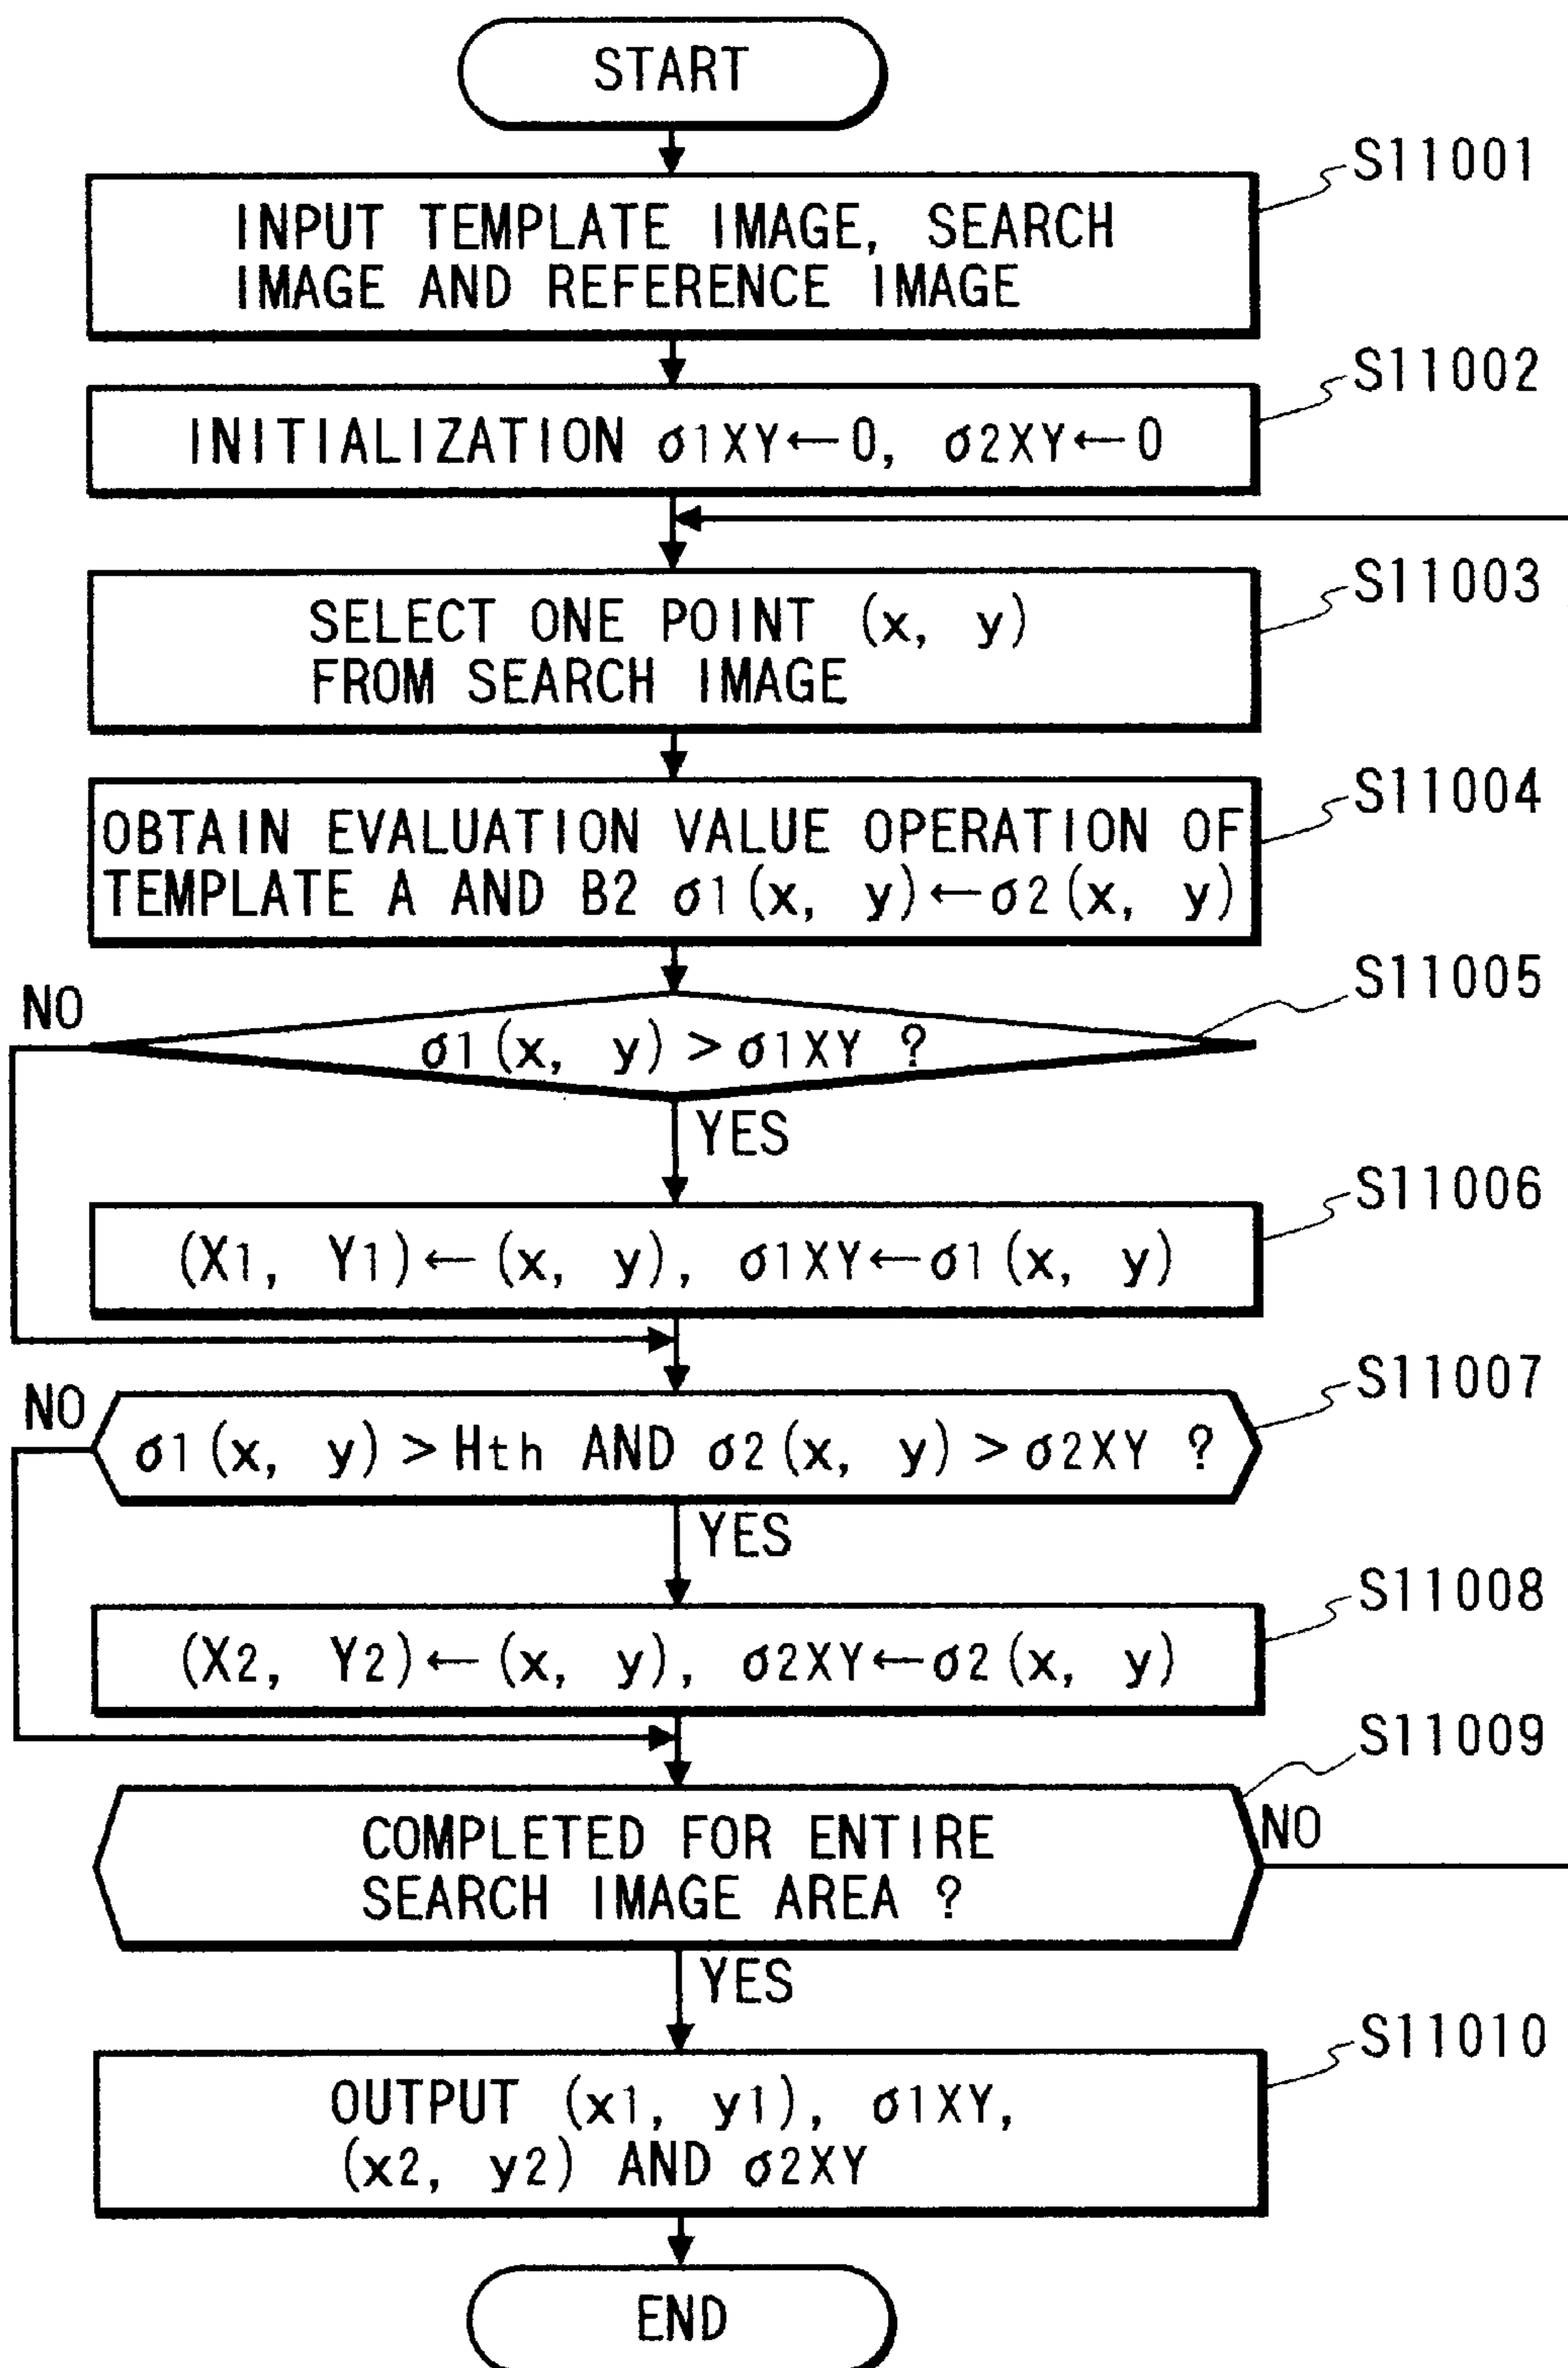 START
S11001
INPUT TEMPLATE IMAGE, SEARCH
IMAGE AND REFERENCE IMAGE
S11002
INITIALIZATION σ1XY←0, σ2XY←0
S11003
SELECT ONE POINT (x, y)
FROM SEARCH IMAGE
S11004
OBTAIN EVALUATION VALUE OPERATION OF
TEMPLATE A AND B2 σ1(x, y)←σ2(x, y)
S11005
NO
σ1(x, y)>σ1XY ?
YES
S11006
(X1, Y1)←(x, y), σ1XY←σ1(x, y)
S11007
NO
σ1(x, y)>Hth AND σ2(x, y)>σ2XY ?
YES
S11008
(X2, Y2)←(x, y), σ2XY←σ2(x, y)
S11009
NO
COMPLETED FOR ENTIRE
SEARCH IMAGE AREA ?
YES
S11010
OUTPUT (x1, y1), σ1XY,
(x2, y2) AND σ2XY
END